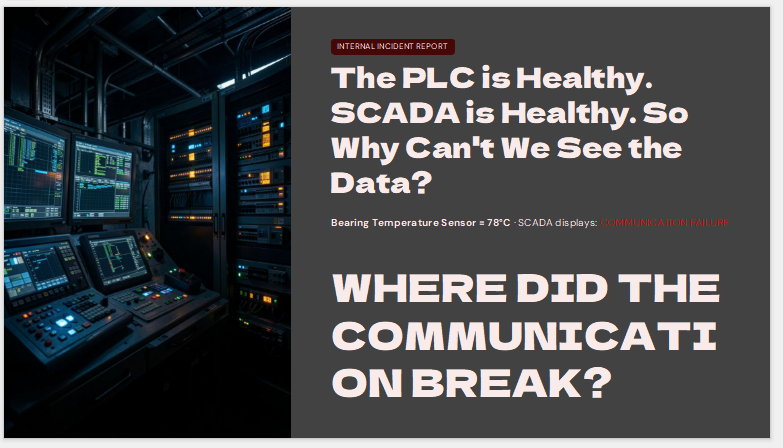 INTERNAL INCIDENT REPORT
The PLC is Healthy.
SCADA is Healthy. So
Why Can't We See the
Data?
Bearing Temperature Sensor = 78°C · SCADA displays: COMMUNICATION FAILURE
WHERE DID THE
COMMUNICATI
ON BREAK?